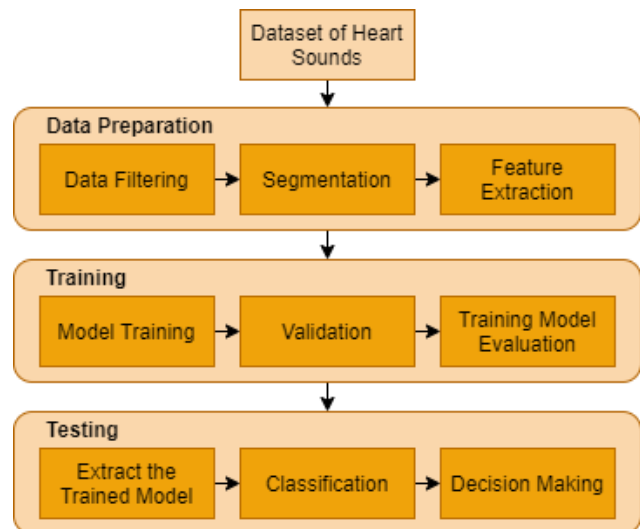 Dataset of Heart
Sounds
Data Preparation
Data Filtering
Segmentation
Feature
Extraction
Training
Model Training
Validation
Training Model
Evaluation
Testing
Extract the
Trained Model
Classification
Decision Making